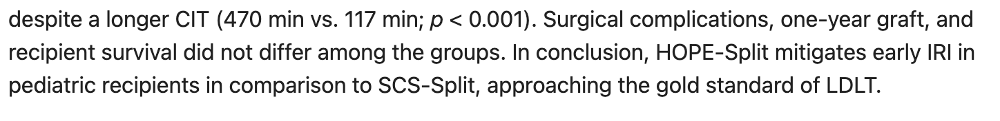 despite a longer CIT (470 min vs. 117 min; p < 0.001). Surgical complications, one-year graft, and
recipient survival did not differ among the groups. In conclusion, HOPE-Split mitigates early IRI in
pediatric recipients in comparison to SCS-Split, approaching the gold standard of LDLT.